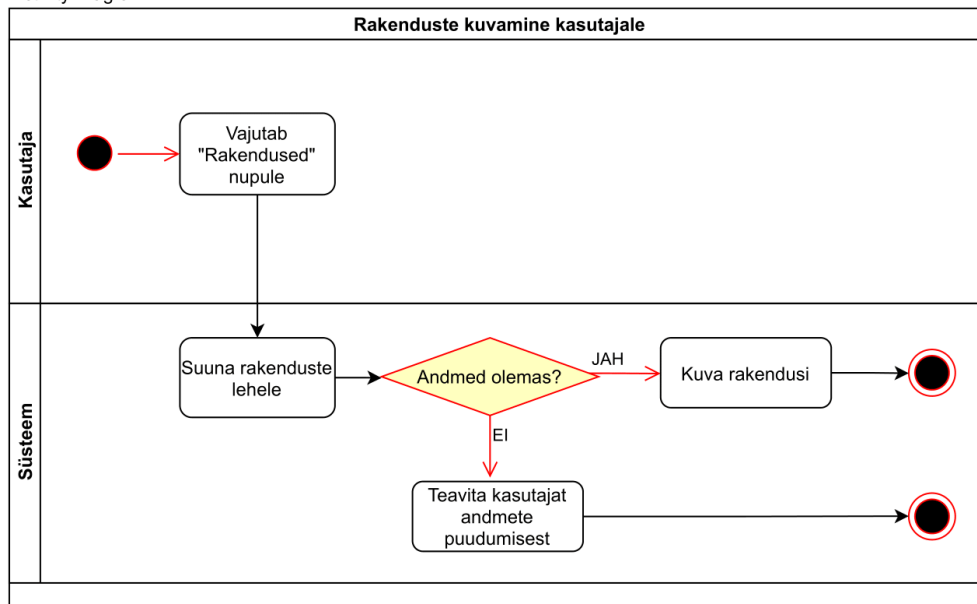 Rakenduste kuvamine kasutajale
Kasutaja
Vajutab
"Rakendused"
nupule
Süsteem
Suuna rakenduste
lehele
Andmed olemas?
JAH
Kuva rakendusi
EI
Teavita kasutajat
andmete
puudumisest